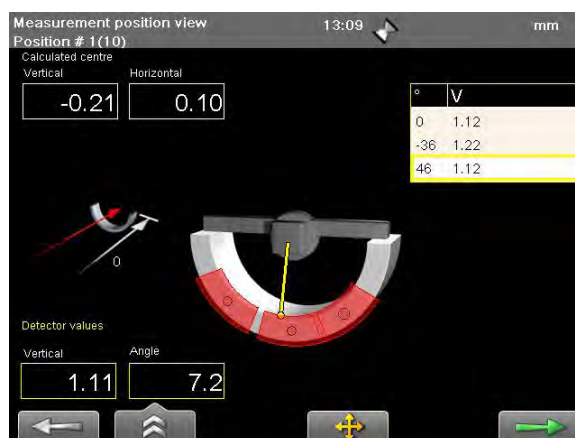 Measurement position view 13:09 mm
Position # 1(10)
Calculated centre
Vertical Horizontal
-0.21 0.10
° V
0 1.12
-36 1.22
46 1.12
0
Detector values
Vertical Angle
1.11 7.2